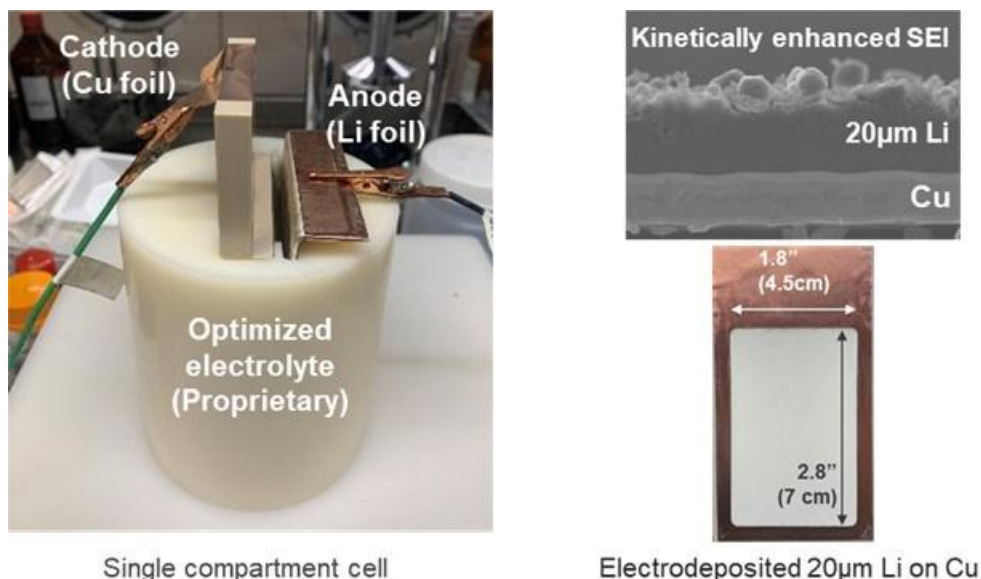 Cathode
(Cu foil)
Anode
(Li foil)
Optimized
electrolyte
(Proprietary)
Single compartment cell
Kinetically enhanced SEI
20µm Li
Cu
1.8”
(4.5cm)
2.8”
(7 cm)
Electrodeposited 20µm Li on Cu